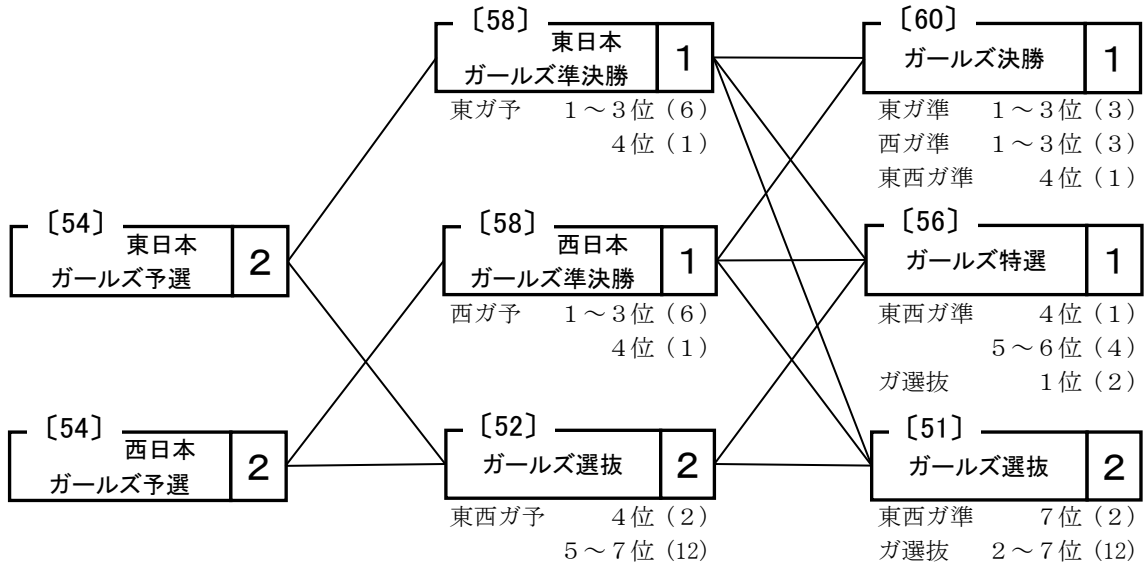 〔54〕
東日本
ガールズ予選
2
〔54〕
西日本
ガールズ予選
2
〔58〕
東日本
ガールズ準決勝
1
東ガ予　1～3位（6）
4位（1）
〔58〕
西日本
ガールズ準決勝
1
西ガ予　1～3位（6）
4位（1）
〔52〕
ガールズ選抜
2
東西ガ予　4位（2）
5～7位（12）
〔60〕
ガールズ決勝
1
東ガ準　1～3位（3）
西ガ準　1～3位（3）
東西ガ準　4位（1）
〔56〕
ガールズ特選
1
東西ガ準　4位（1）
5～6位（4）
ガ選抜　1位（2）
〔51〕
ガールズ選抜
2
東西ガ準　7位（2）
ガ選抜　2～7位（12）